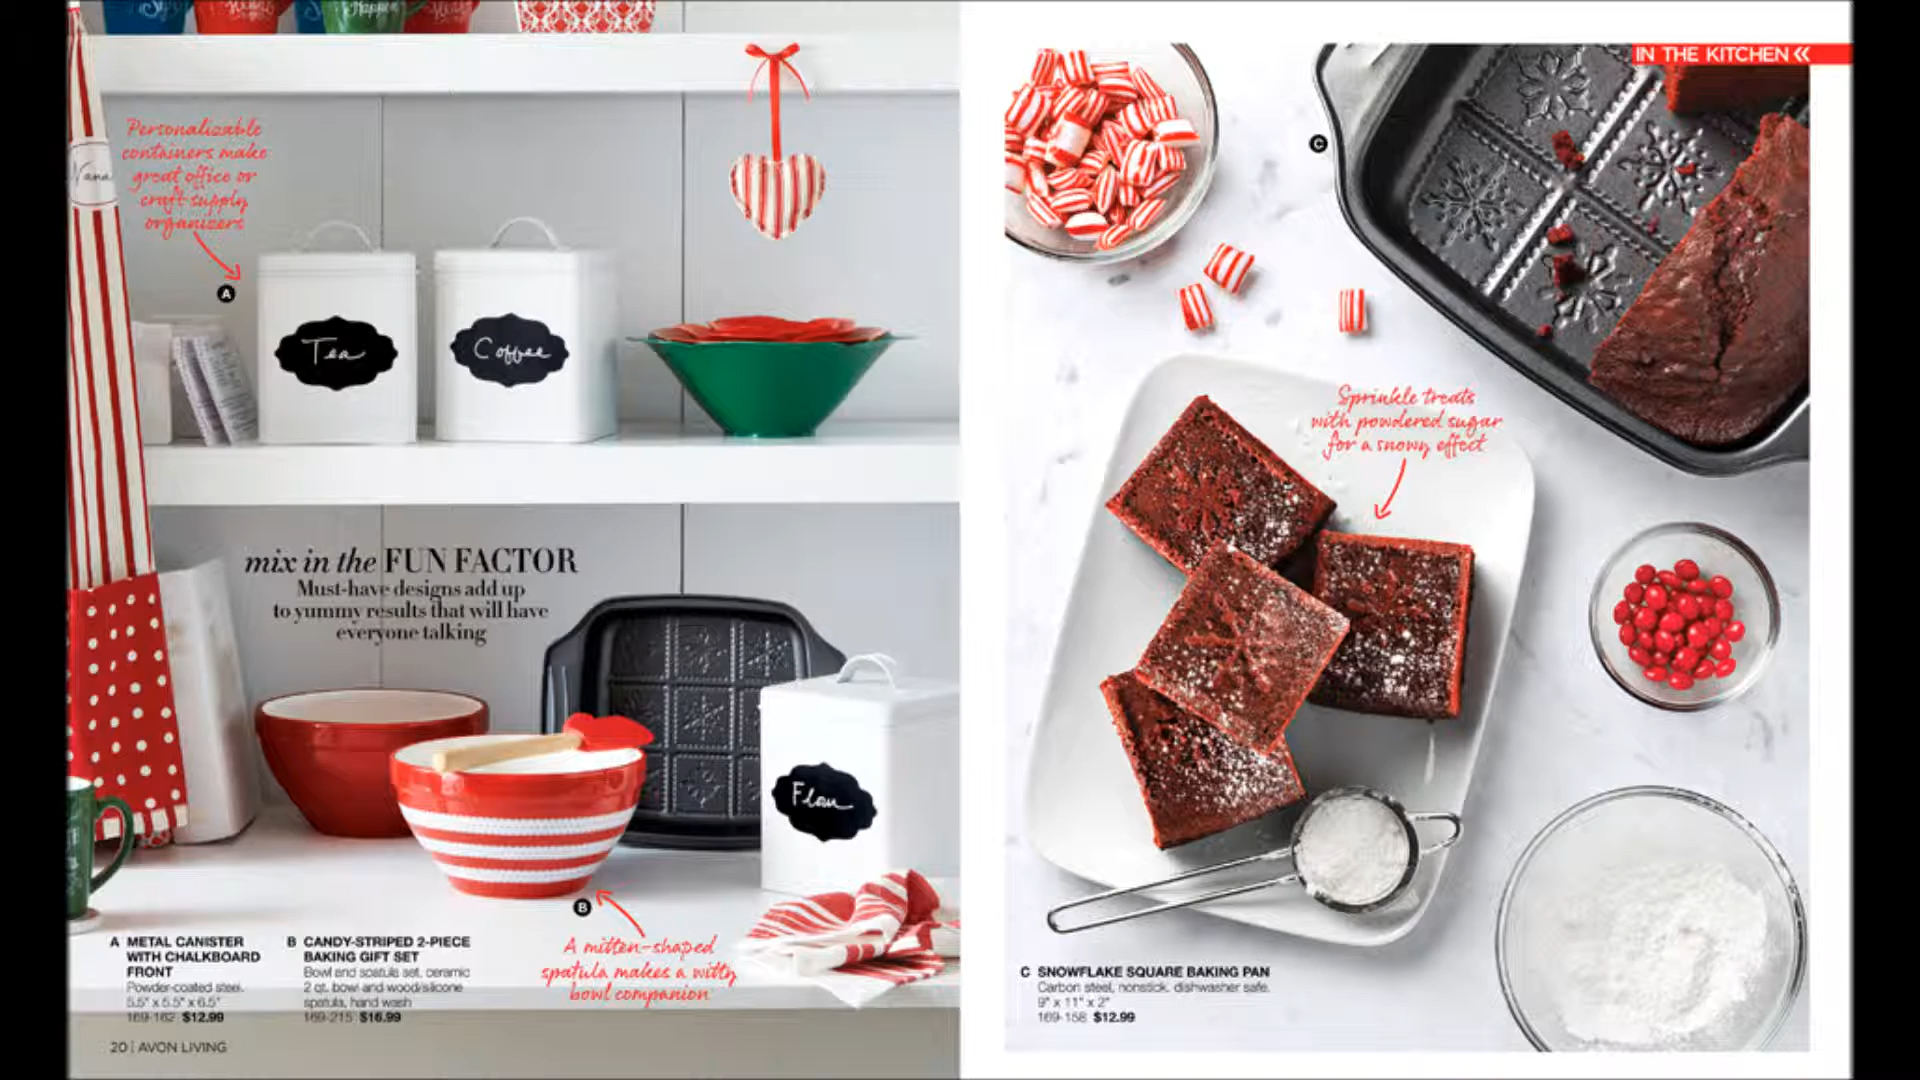 Happen
Nana
Personalizable
containers make
great office or
craft supply
organizers
A
Tea
Coffee
mix in the FUN FACTOR
Must-have designs add up
to yummy results that will have
everyone talking
Flour
B
A mitten-shaped
spatula makes a witty
bowl companion
A METAL CANISTER
WITH CHALKBOARD
FRONT
Powder-coated steel.
5.5" x 5.5" x 6.5"
169-162 $12.99
B CANDY-STRIPED 2-PIECE
BAKING GIFT SET
Bowl and spatula set, ceramic
2 qt. bowl and wood/silicone
spatula, hand wash
169-215 $16.99
20 | AVON LIVING
IN THE KITCHEN «
C
Sprinkle treats
with powdered sugar
for a snowy effect
C SNOWFLAKE SQUARE BAKING PAN
Carbon steel, nonstick, dishwasher safe.
9" x 11" x 2"
169-158 $12.99